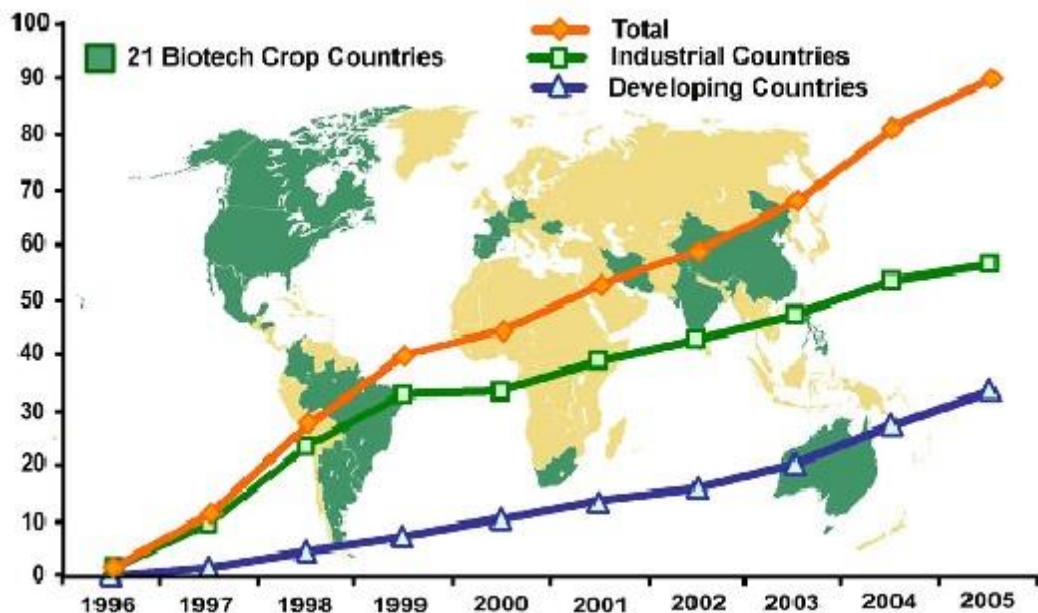 100
90
80
70
60
50
40
30
20
10
0
21 Biotech Crop Countries
Total
Industrial Countries
Developing Countries
1996 1997 1998 1999 2000 2001 2002 2003 2004 2005